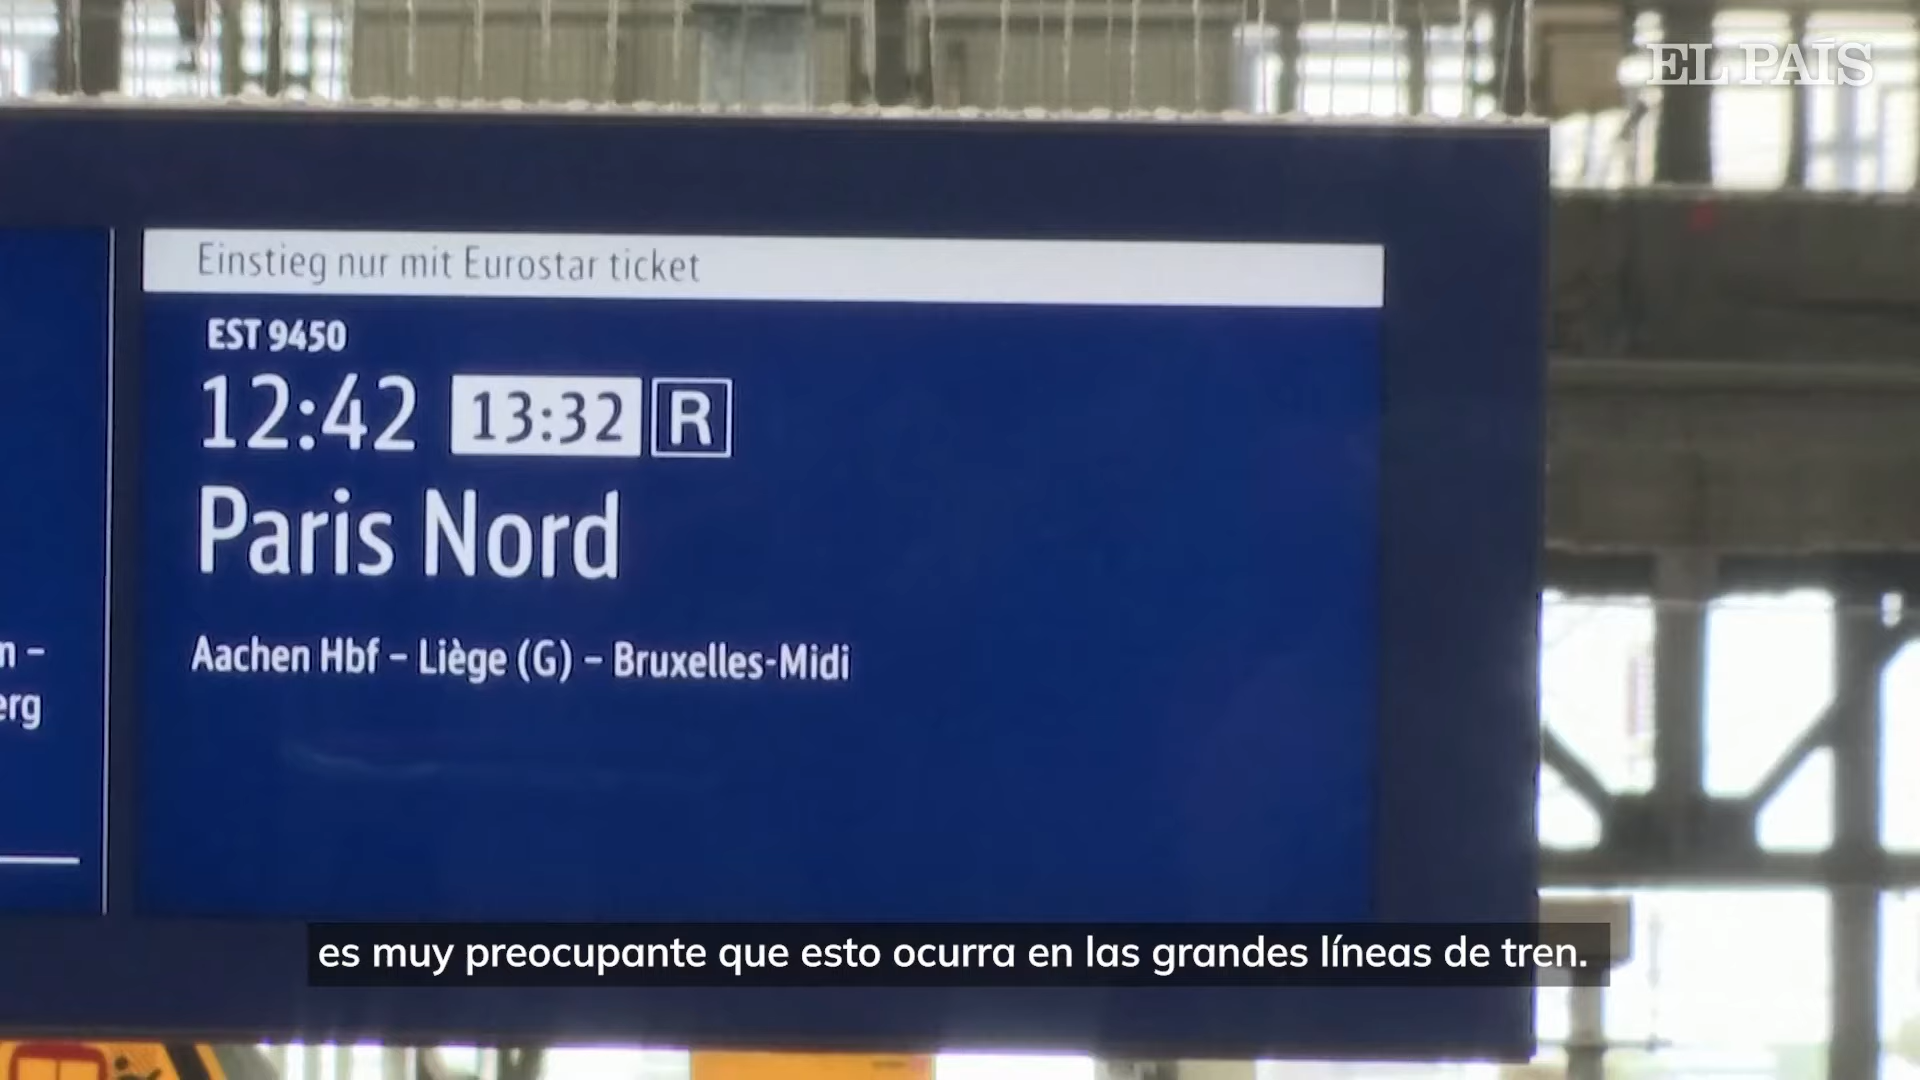 EL PAÍS
Einstieg nur mit Eurostar ticket
EST 9450
12:42 13:32 R
Paris Nord
Aachen Hbf – Liège (G) – Bruxelles-Midi
es muy preocupante que esto ocurra en las grandes líneas de tren.